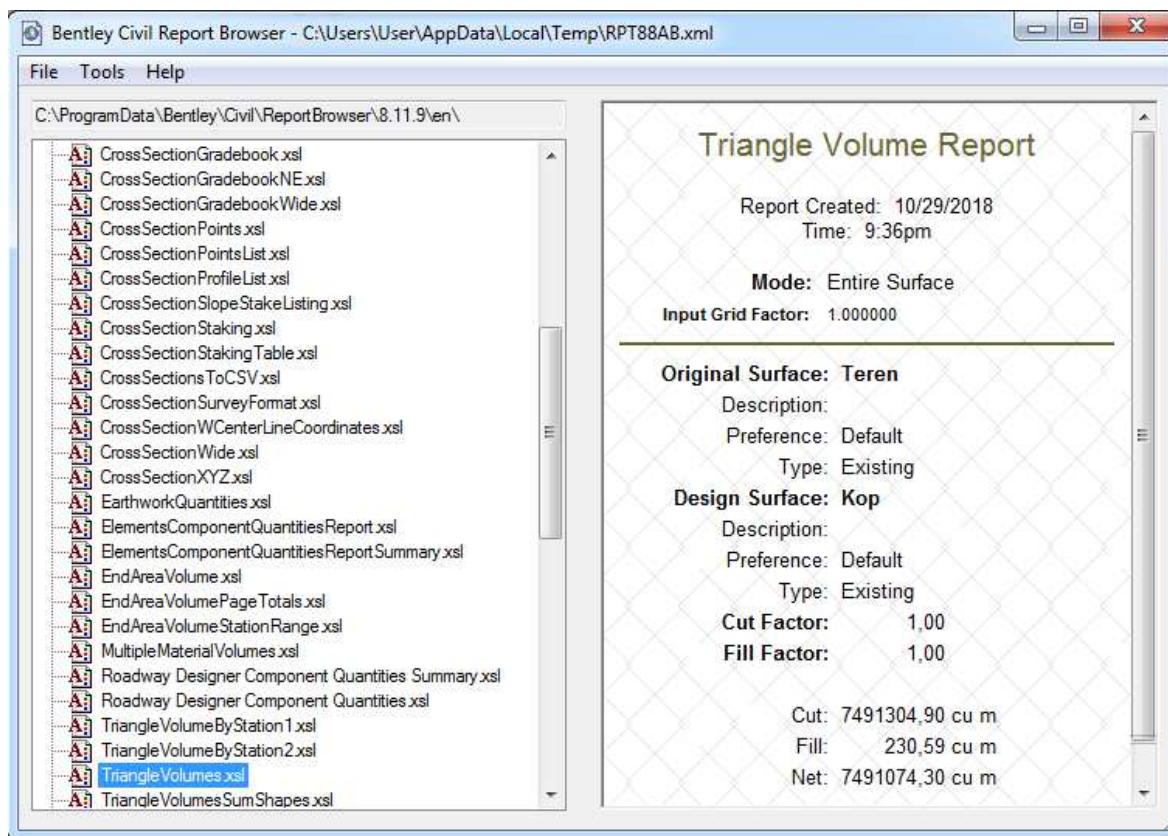 Bentley Civil Report Browser - C:\Users\User\AppData\Local\Temp\RPT88AB.xml
File Tools Help
C:\ProgramData\Bentley\Civil\ReportBrowser\8.11.9\en\
CrossSectionGradebook.xsl
CrossSectionGradebookNE.xsl
CrossSectionGradebookWide.xsl
CrossSectionPoints.xsl
CrossSectionPointsList.xsl
CrossSectionProfileList.xsl
CrossSectionSlopeStakeListing.xsl
CrossSectionStaking.xsl
CrossSectionStakingTable.xsl
CrossSectionsToCSV.xsl
CrossSectionSurveyFormat.xsl
CrossSectionWCenterLineCoordinates.xsl
CrossSectionWide.xsl
CrossSectionXYZ.xsl
EarthworkQuantities.xsl
ElementsComponentQuantitiesReport.xsl
ElementsComponentQuantitiesReportSummary.xsl
EndAreaVolume.xsl
EndAreaVolumePageTotals.xsl
EndAreaVolumeStationRange.xsl
MultipleMaterialVolumes.xsl
Roadway Designer Component Quantities Summary.xsl
Roadway Designer Component Quantities.xsl
TriangleVolumeByStation1.xsl
TriangleVolumeByStation2.xsl
TriangleVolumes.xsl
TriangleVolumesSumShapes.xsl
Triangle Volume Report
Report Created: 10/29/2018
Time: 9:36pm
Mode: Entire Surface
Input Grid Factor: 1.000000
Original Surface: Teren
Description:
Preference: Default
Type: Existing
Design Surface: Kop
Description:
Preference: Default
Type: Existing
Cut Factor: 1,00
Fill Factor: 1,00
Cut: 7491304,90 cu m
Fill: 230,59 cu m
Net: 7491074,30 cu m